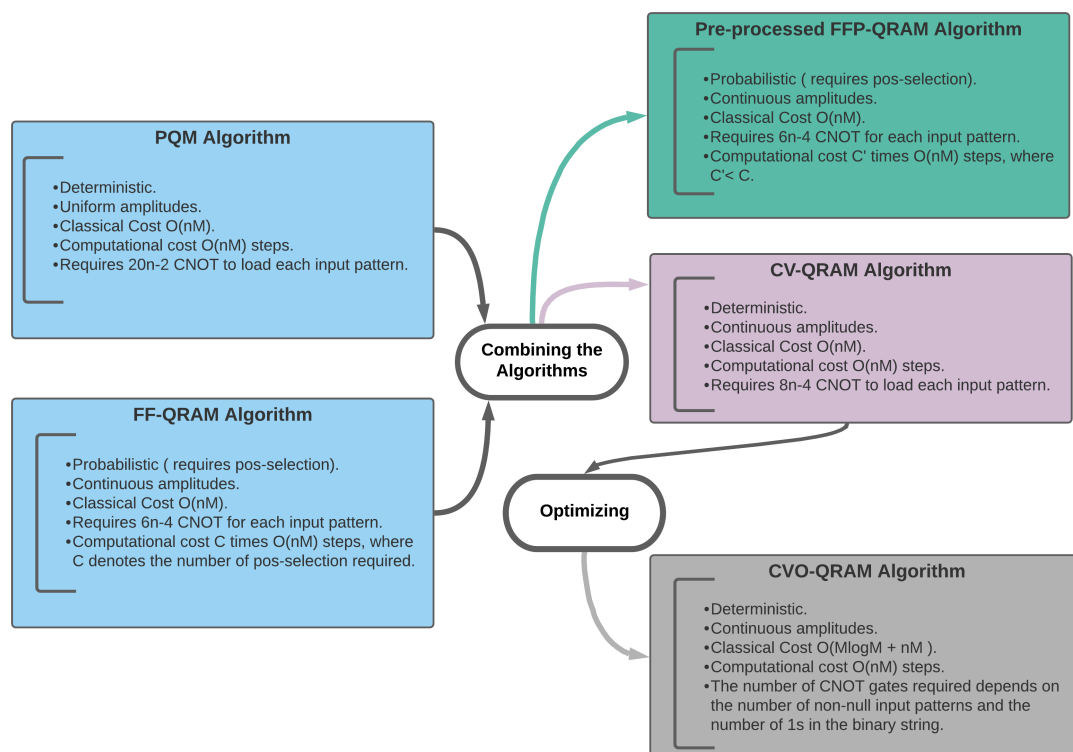 PQM Algorithm
•Deterministic.
•Uniform amplitudes.
•Classical Cost O(nM).
•Computational cost O(nM) steps.
•Requires 20n-2 CNOT to load each input pattern.
FF-QRAM Algorithm
•Probabilistic ( requires pos-selection).
•Continuous amplitudes.
•Classical Cost O(nM).
•Requires 6n-4 CNOT for each input pattern.
•Computational cost C times O(nM) steps, where
C denotes the number of pos-selection required.
Combining the
Algorithms
Pre-processed FFP-QRAM Algorithm
•Probabilistic ( requires pos-selection).
•Continuous amplitudes.
•Classical Cost O(nM).
•Requires 6n-4 CNOT for each input pattern.
•Computational cost C' times O(nM) steps, where
C'< C.
CV-QRAM Algorithm
•Deterministic.
•Continuous amplitudes.
•Classical Cost O(nM).
•Computational cost O(nM) steps.
•Requires 8n-4 CNOT to load each input pattern.
Optimizing
CVO-QRAM Algorithm
•Deterministic.
•Continuous amplitudes.
•Classical Cost O(MlogM + nM ).
•Computational cost O(nM) steps.
•The number of CNOT gates required depends on
the number of non-null input patterns and the
number of 1s in the binary string.